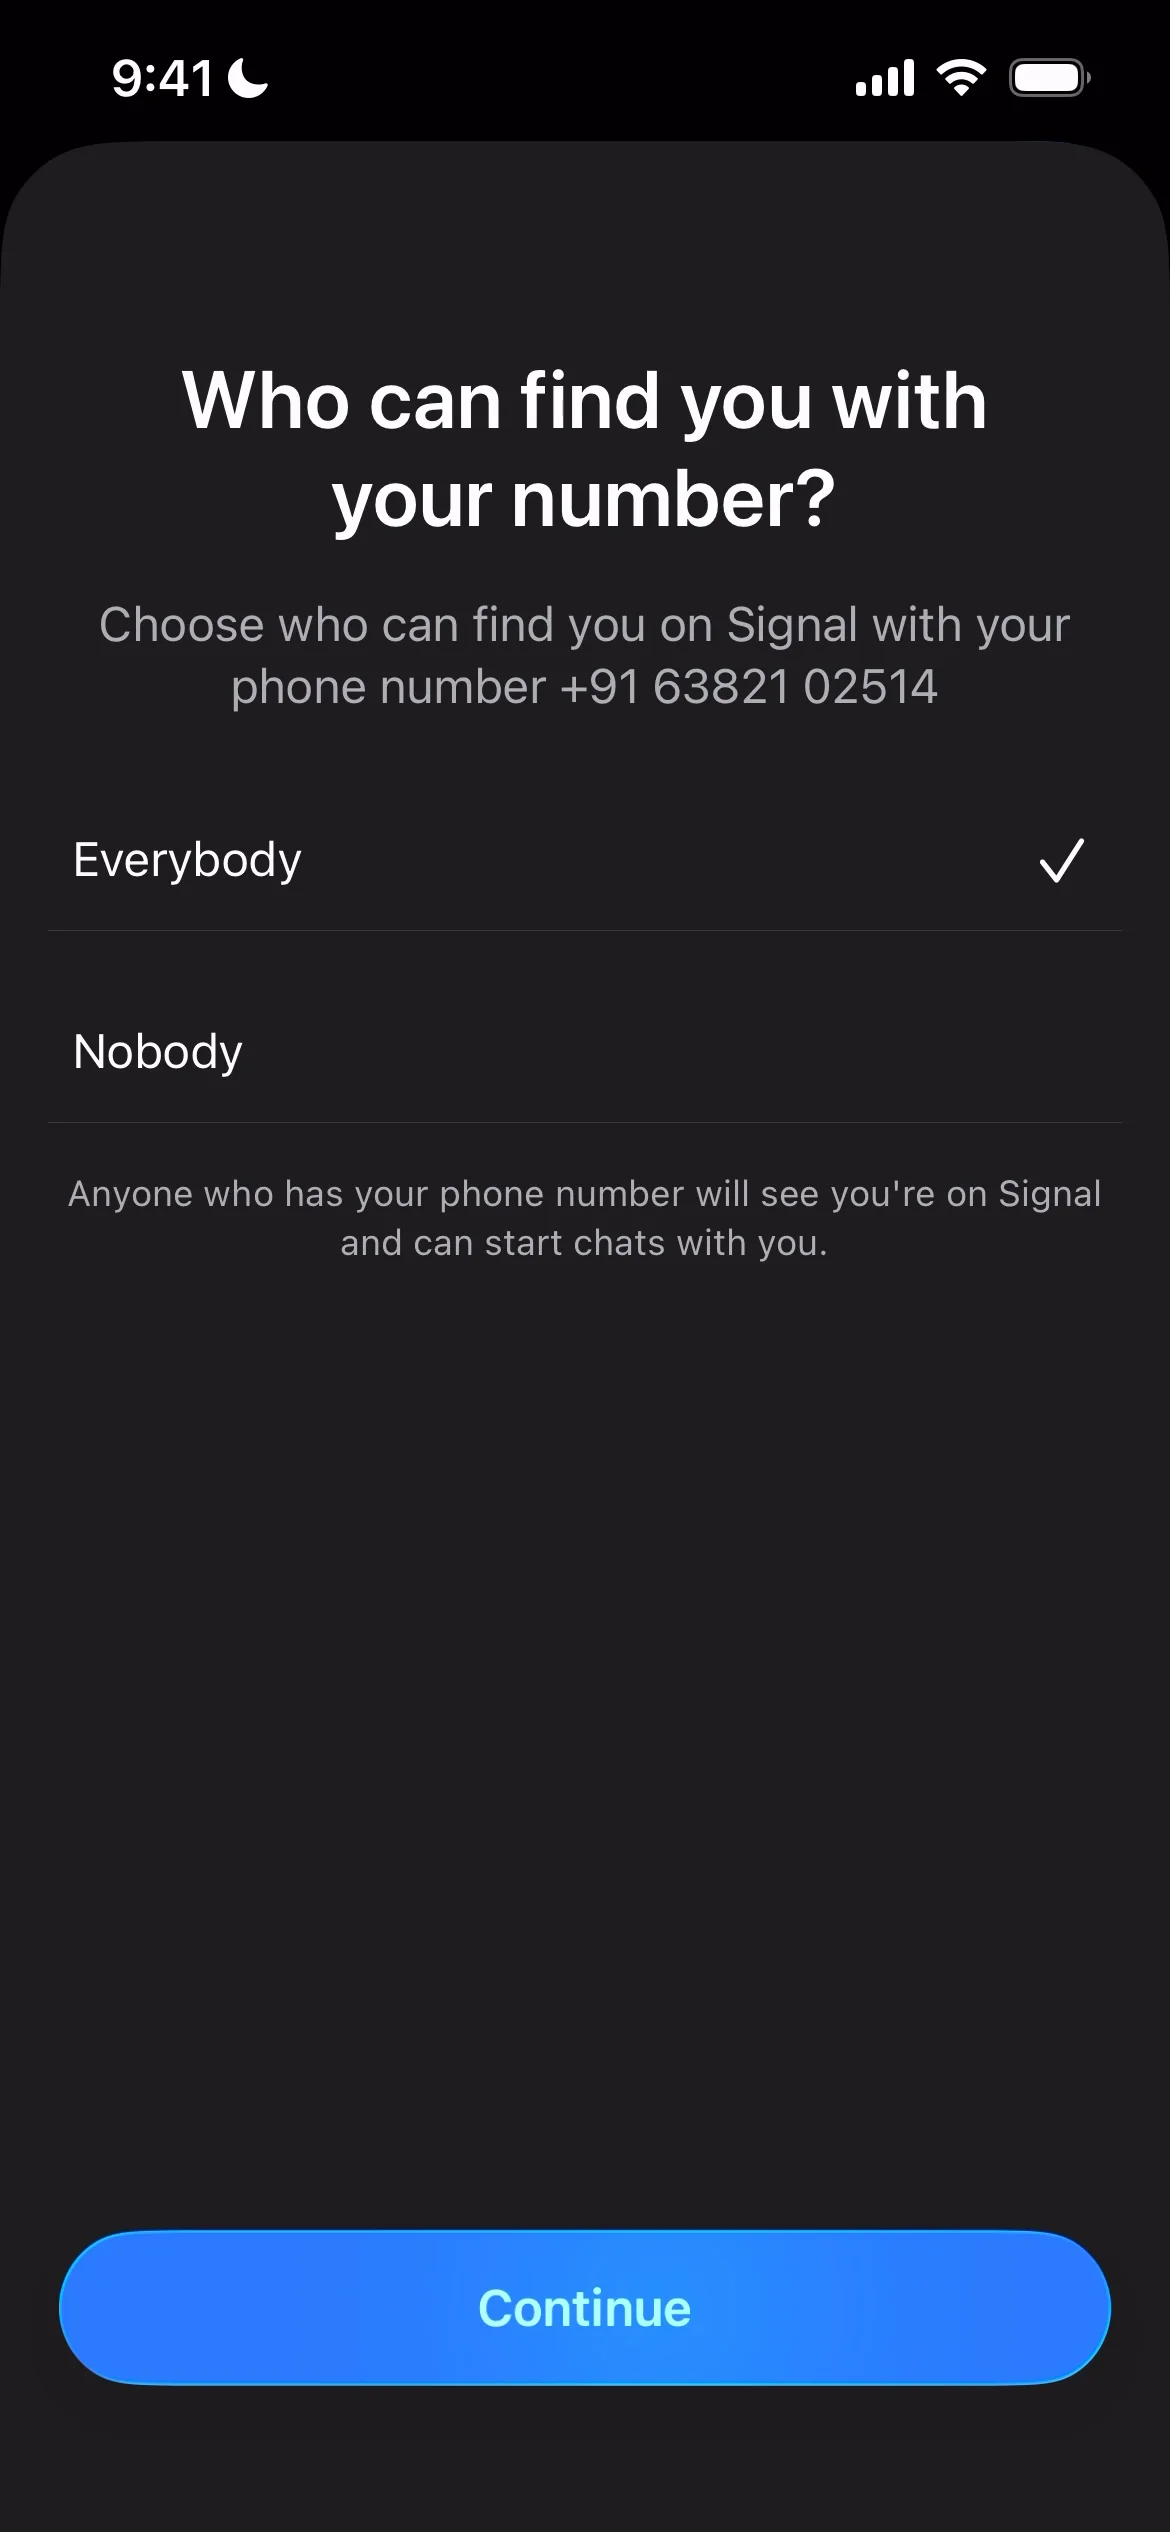 9:41
Who can find you with
your number?
Choose who can find you on Signal with your
phone number +91 63821 02514
Everybody
Nobody
Anyone who has your phone number will see you're on Signal
and can start chats with you.
Continue